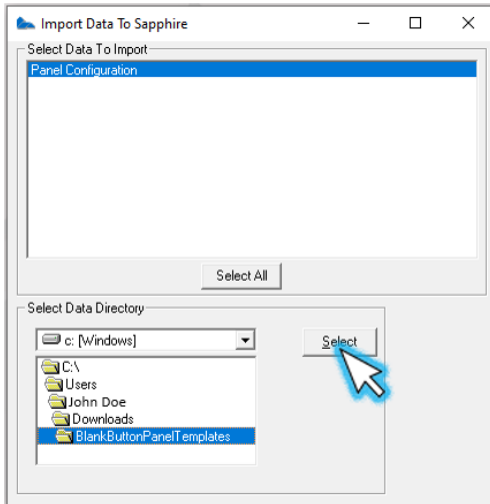 Import Data To Sapphire
Select Data To Import
Panel Configuration
Select All
Select Data Directory
c: [Windows]
Select
C:\
Users
John Doe
Downloads
BlankButtonPanelTemplates